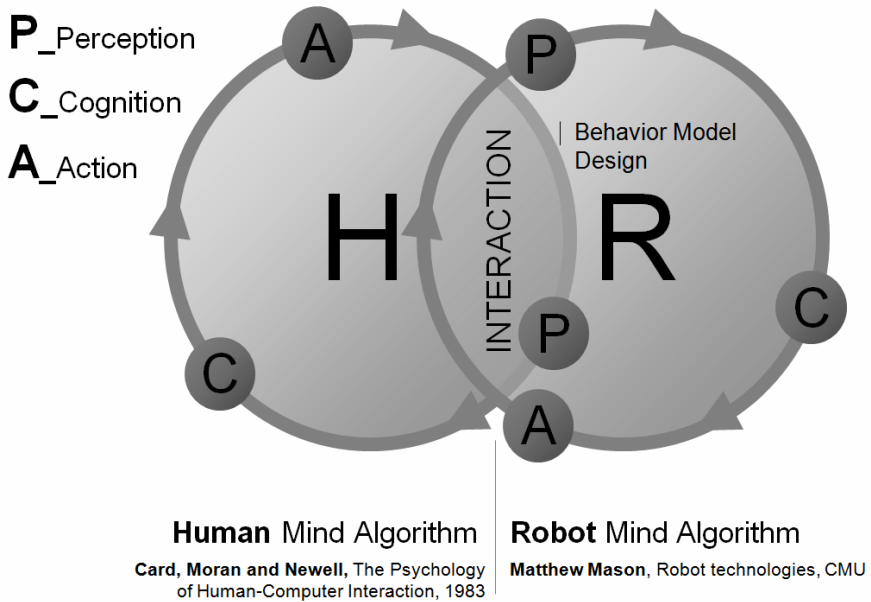 P_Perception
C_Cognition
A_Action
A
P
Behavior Model
Design
INTERACTION
H
R
C
P
C
A
Human Mind Algorithm
Card, Moran and Newell, The Psychology
of Human-Computer Interaction, 1983
Robot Mind Algorithm
Matthew Mason, Robot technologies, CMU